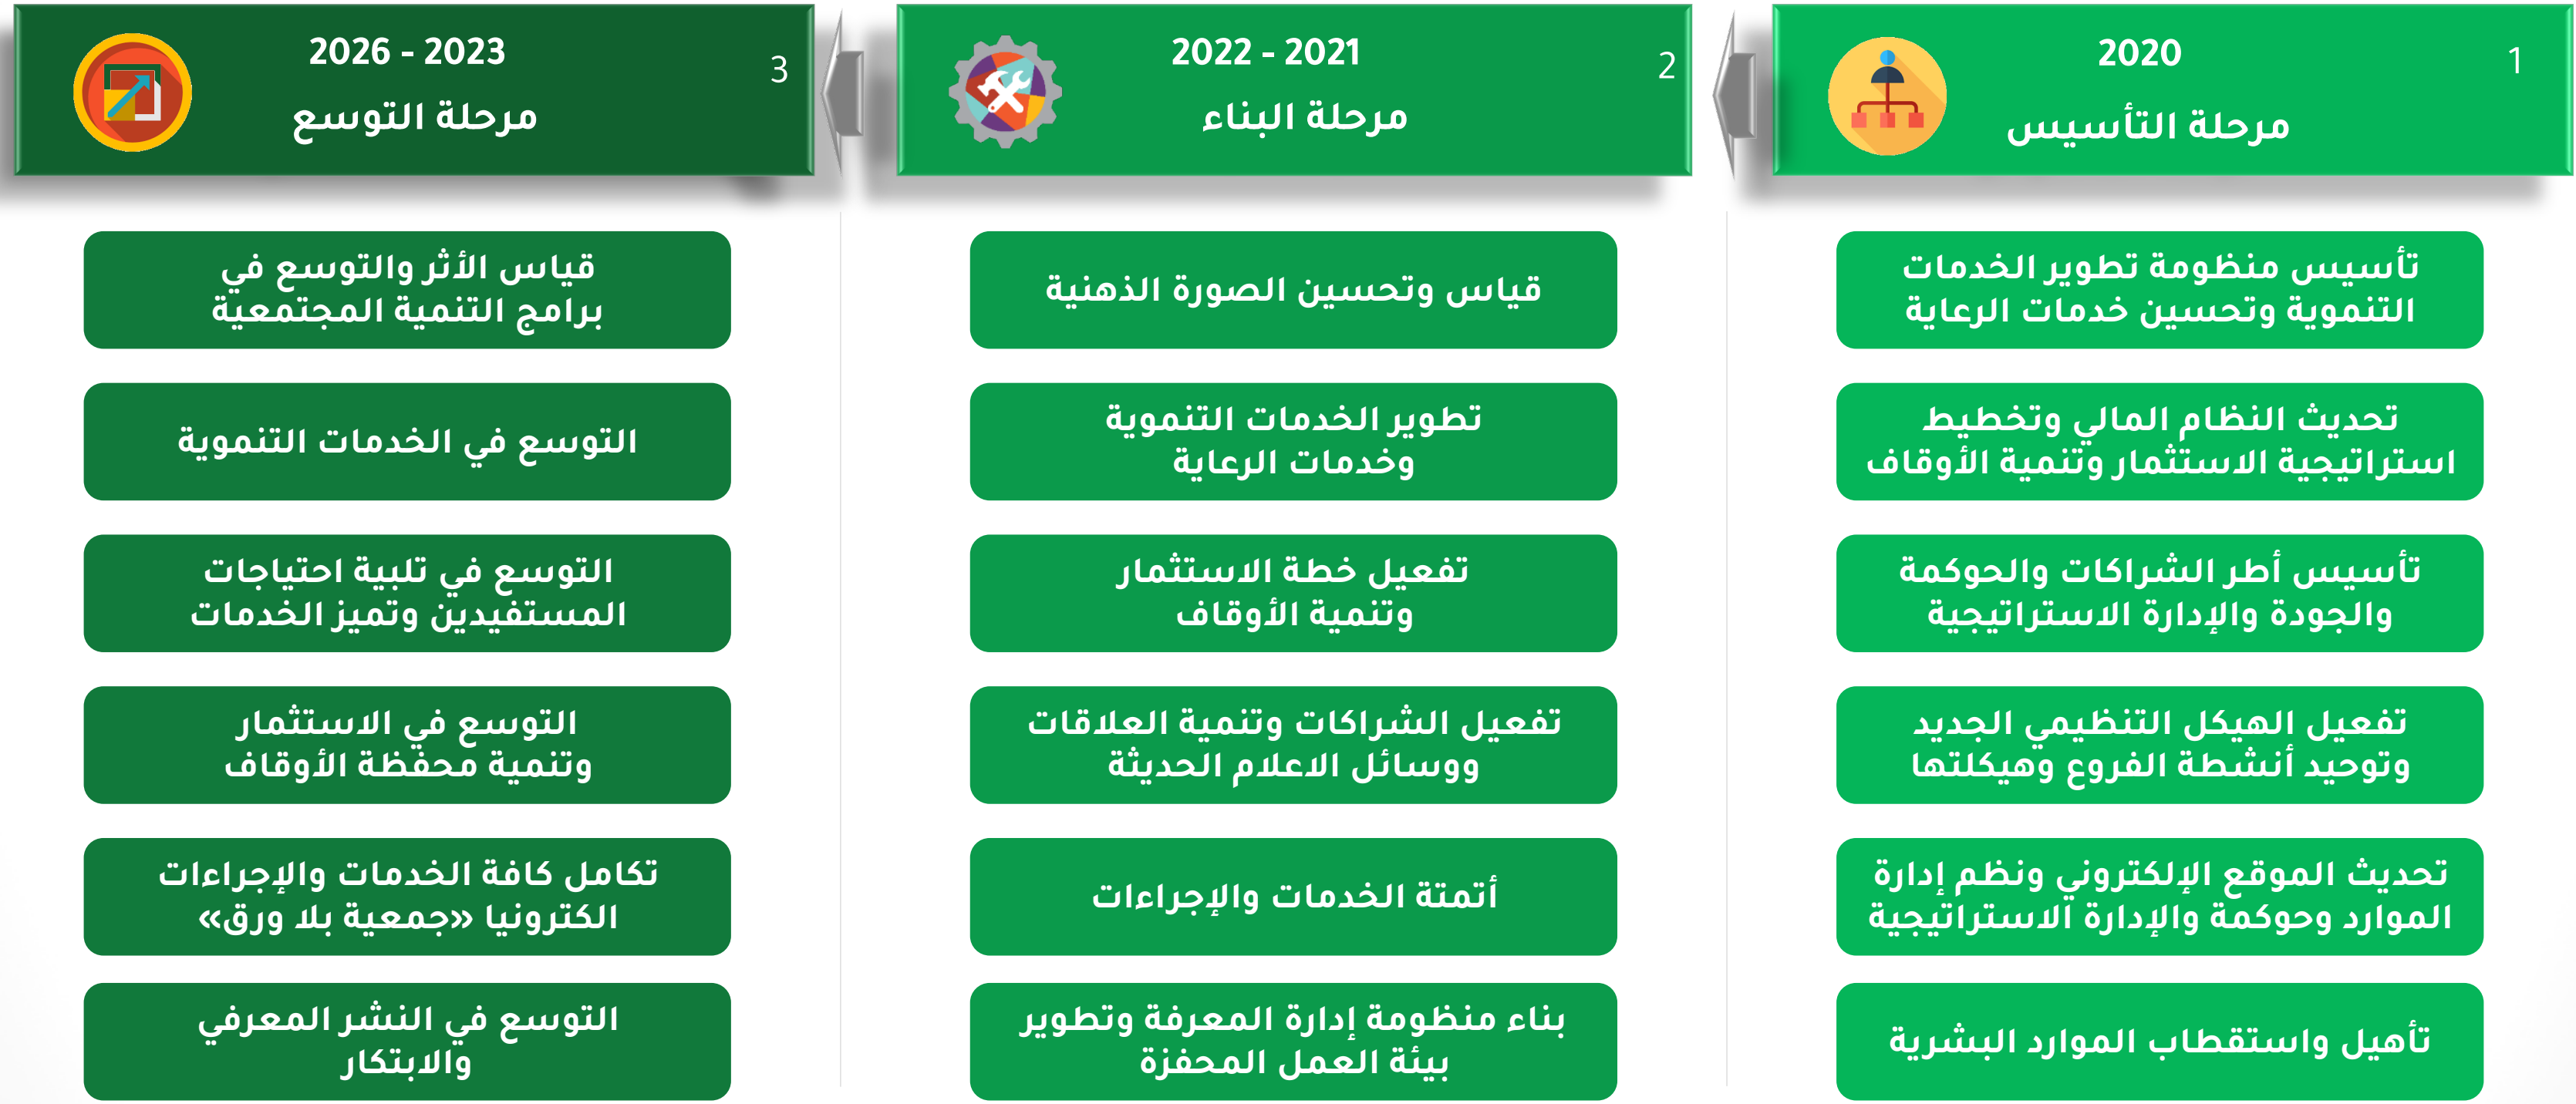 1
2020
مرحلة التأسيس
تأسيس منظومة تطوير الخدمات
التنموية وتحسين خدمات الرعاية
تحديث النظام المالي وتخطيط
استراتيجية الاستثمار وتنمية الأوقاف
تأسيس أطر الشراكات والحوكمة
والجودة والإدارة الاستراتيجية
تفعيل الهيكل التنظيمي الجديد
وتوحيد أنشطة الفروع وهيكلتها
تحديث الموقع الإلكتروني ونظم إدارة
الموارد وحوكمة والإدارة الاستراتيجية
تأهيل واستقطاب الموارد البشرية
2
2021 - 2022
مرحلة البناء
قياس وتحسين الصورة الذهنية
تطوير الخدمات التنموية
وخدمات الرعاية
تفعيل خطة الاستثمار
وتنمية الأوقاف
تفعيل الشراكات وتنمية العلاقات
ووسائل الاعلام الحديثة
أتمتة الخدمات والإجراءات
بناء منظومة إدارة المعرفة وتطوير
بيئة العمل المحفزة
3
2023 - 2026
مرحلة التوسع
قياس الأثر والتوسع في
برامج التنمية المجتمعية
التوسع في الخدمات التنموية
التوسع في تلبية احتياجات
المستفيدين وتميز الخدمات
التوسع في الاستثمار
وتنمية محفظة الأوقاف
تكامل كافة الخدمات والإجراءات
الكترونيا «جمعية بلا ورق»
التوسع في النشر المعرفي
والابتكار